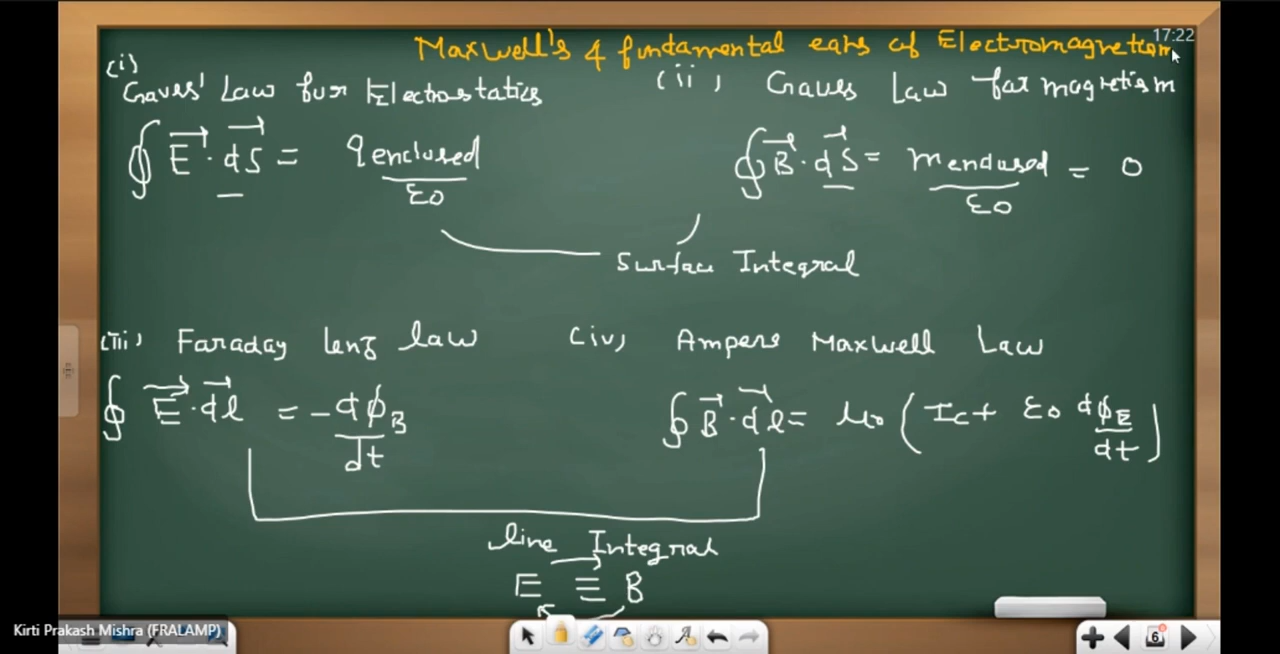 17:22
Maxwell's 4 fundamental eqns of Electromagnetism
(i) Gauss' Law for Electrostatics
∮ E⃗ · dS⃗ = q enclosed / ε0
(ii) Gauss Law for magnetism
∮ B⃗ · dS⃗ = m enclosed / ε0 = 0
Surface Integral
(iii) Faraday lenz law
∮ E⃗ · dl⃗ = - dϕB / dt
(iv) Ampere Maxwell Law
∮ B⃗ · dl⃗ = μ0 ( Ic + ε0 dϕE / dt )
line Integral
E ≡ B
Kirti Prakash Mishra (FRALAMP)
6